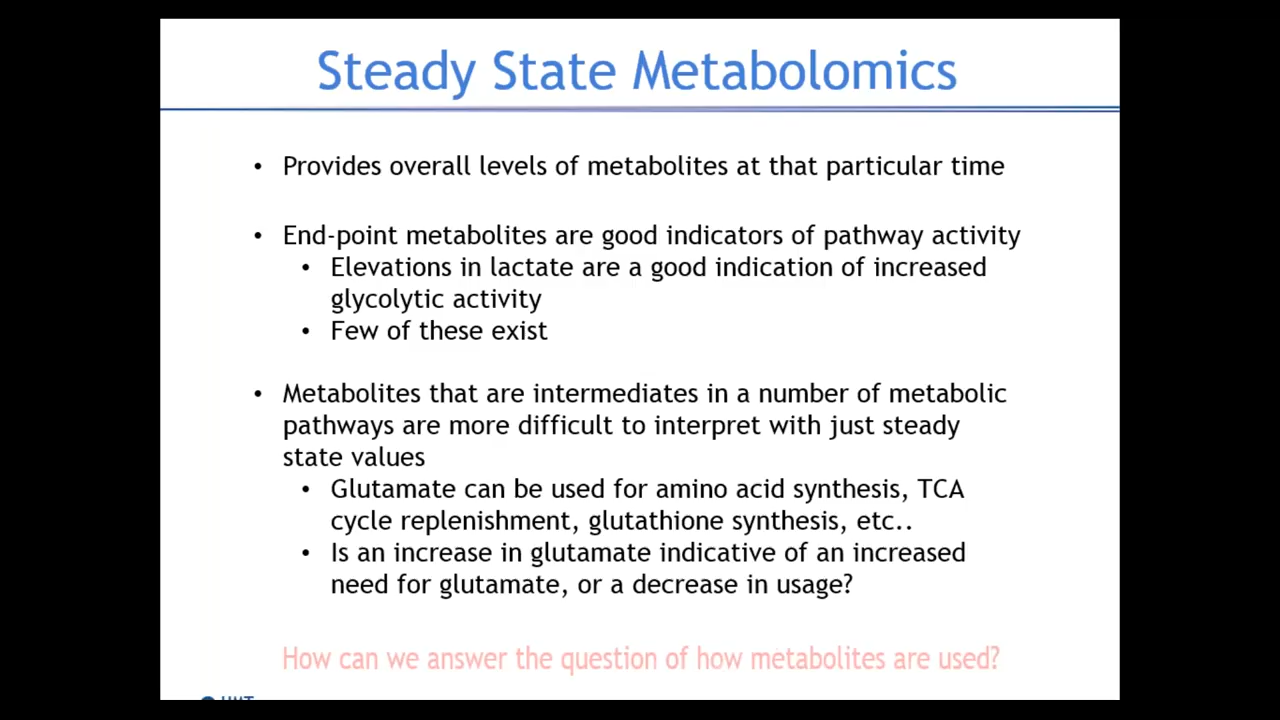 Steady State Metabolomics
• Provides overall levels of metabolites at that particular time
• End-point metabolites are good indicators of pathway activity
• Elevations in lactate are a good indication of increased
glycolytic activity
• Few of these exist
• Metabolites that are intermediates in a number of metabolic
pathways are more difficult to interpret with just steady
state values
• Glutamate can be used for amino acid synthesis, TCA
cycle replenishment, glutathione synthesis, etc..
• Is an increase in glutamate indicative of an increased
need for glutamate, or a decrease in usage?
How can we answer the question of how metabolites are used?